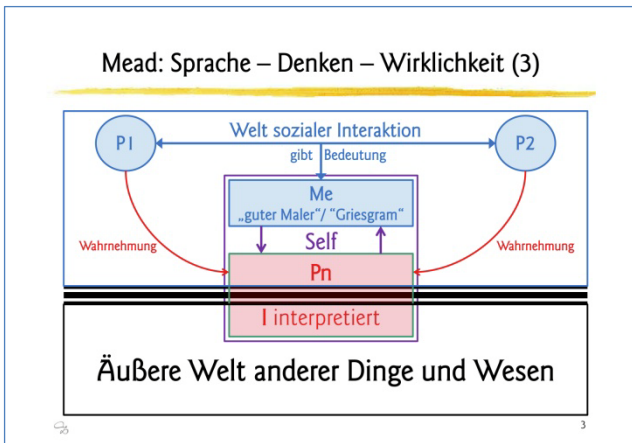 Mead: Sprache – Denken – Wirklichkeit (3)
P1
Welt sozialer Interaktion
P2
gibt Bedeutung
Me
„guter Maler“/ “Griesgram”
Wahrnehmung
Self
Wahrnehmung
Pn
I interpretiert
Äußere Welt anderer Dinge und Wesen
3